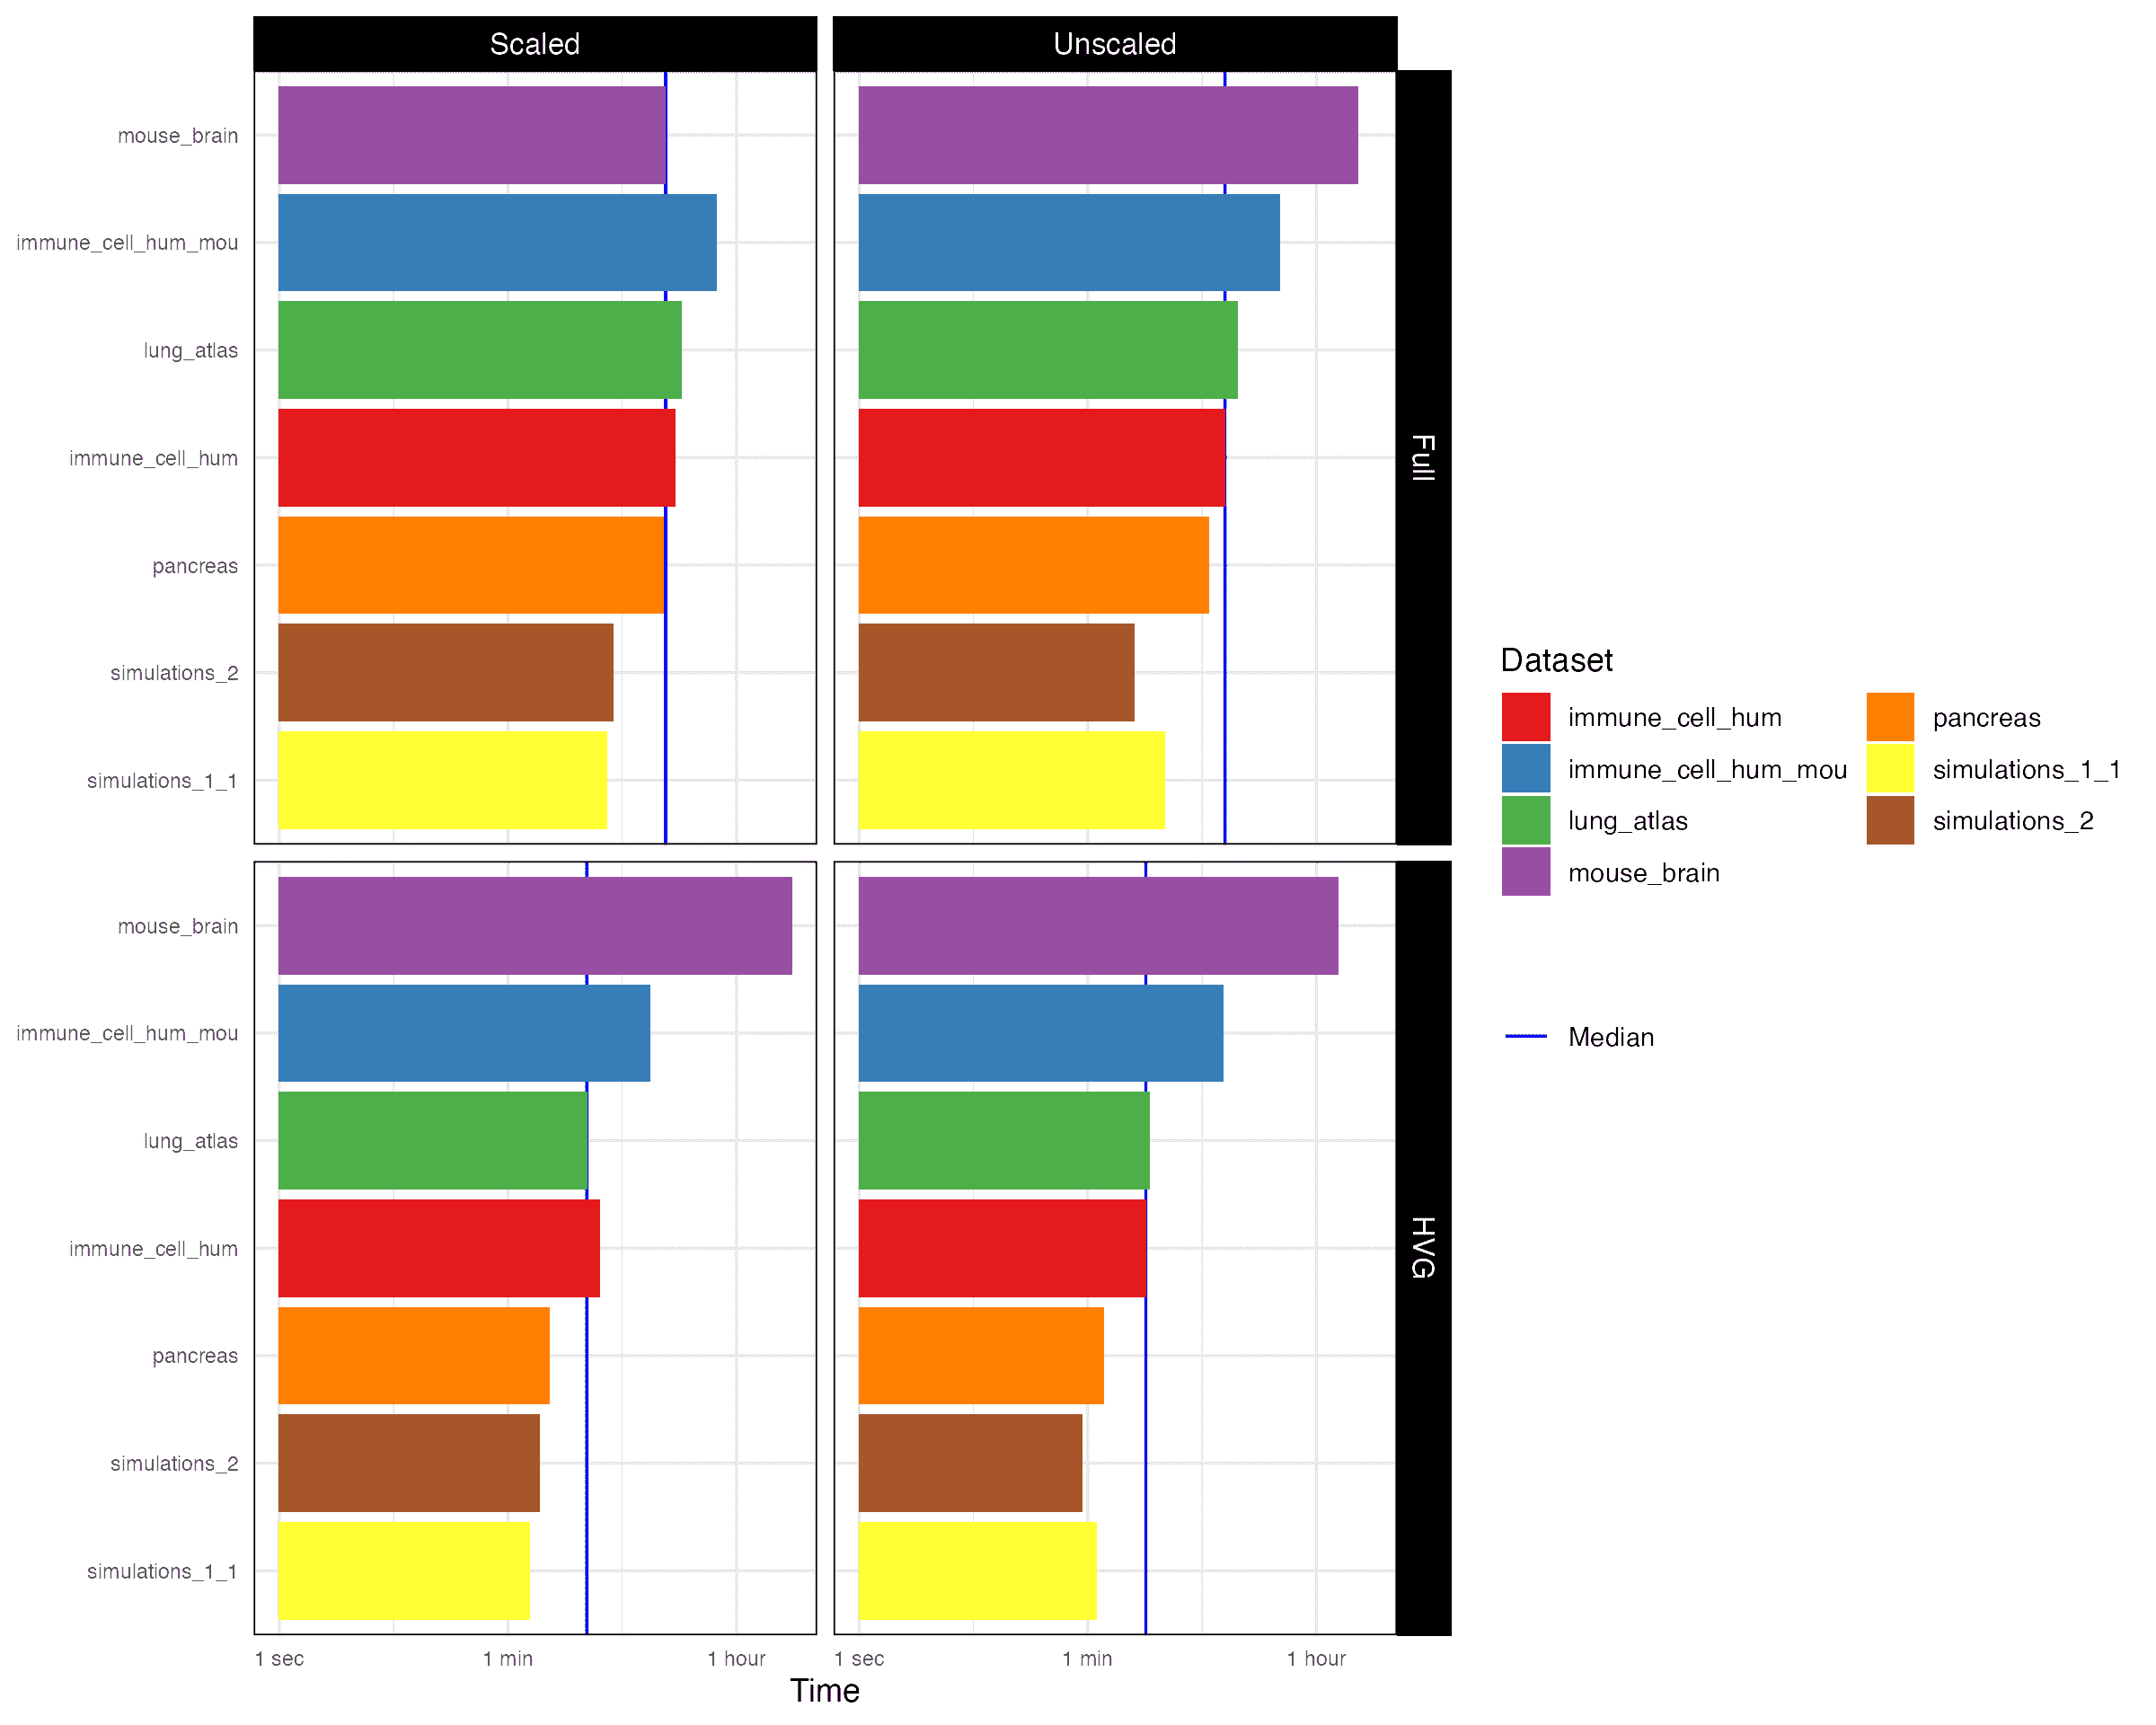 Scaled
Unscaled
mouse_brain
immune_cell_hum_mou
lung_atlas
immune_cell_hum
pancreas
simulations_2
simulations_1_1
Full
mouse_brain
immune_cell_hum_mou
lung_atlas
immune_cell_hum
pancreas
simulations_2
simulations_1_1
HVG
1 sec
1 min
1 hour
1 sec
1 min
1 hour
Time
Dataset
immune_cell_hum
immune_cell_hum_mou
lung_atlas
mouse_brain
pancreas
simulations_1_1
simulations_2
Median